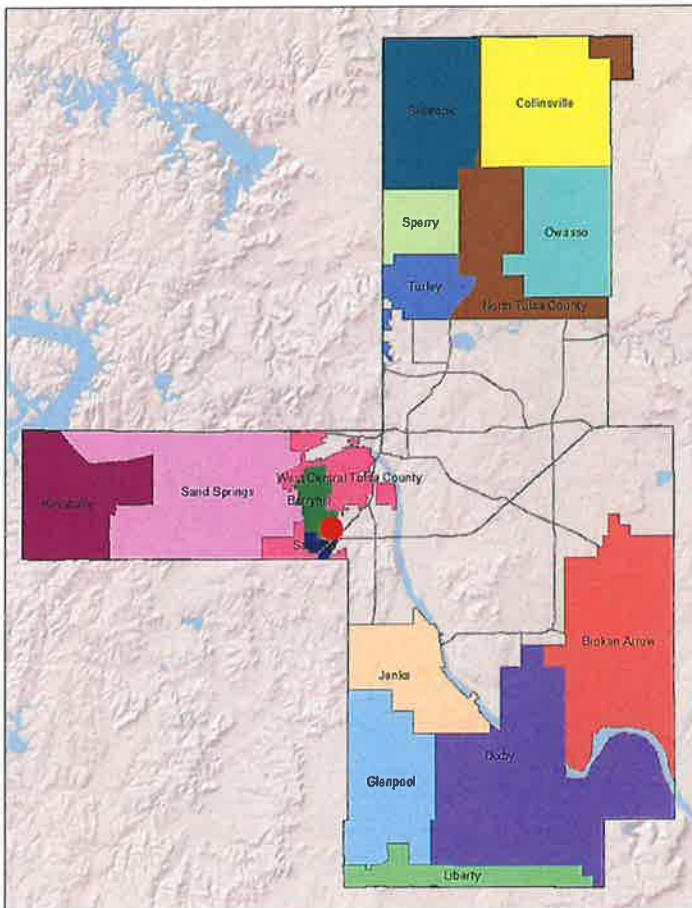 Collinsville
Skiatook
Sperry
Owasso
Turley
North Tulsa County
West Central Tulsa County
Sand Springs
Berryhill
Broken Arrow
Jenks
Bixby
Glenpool
Liberty